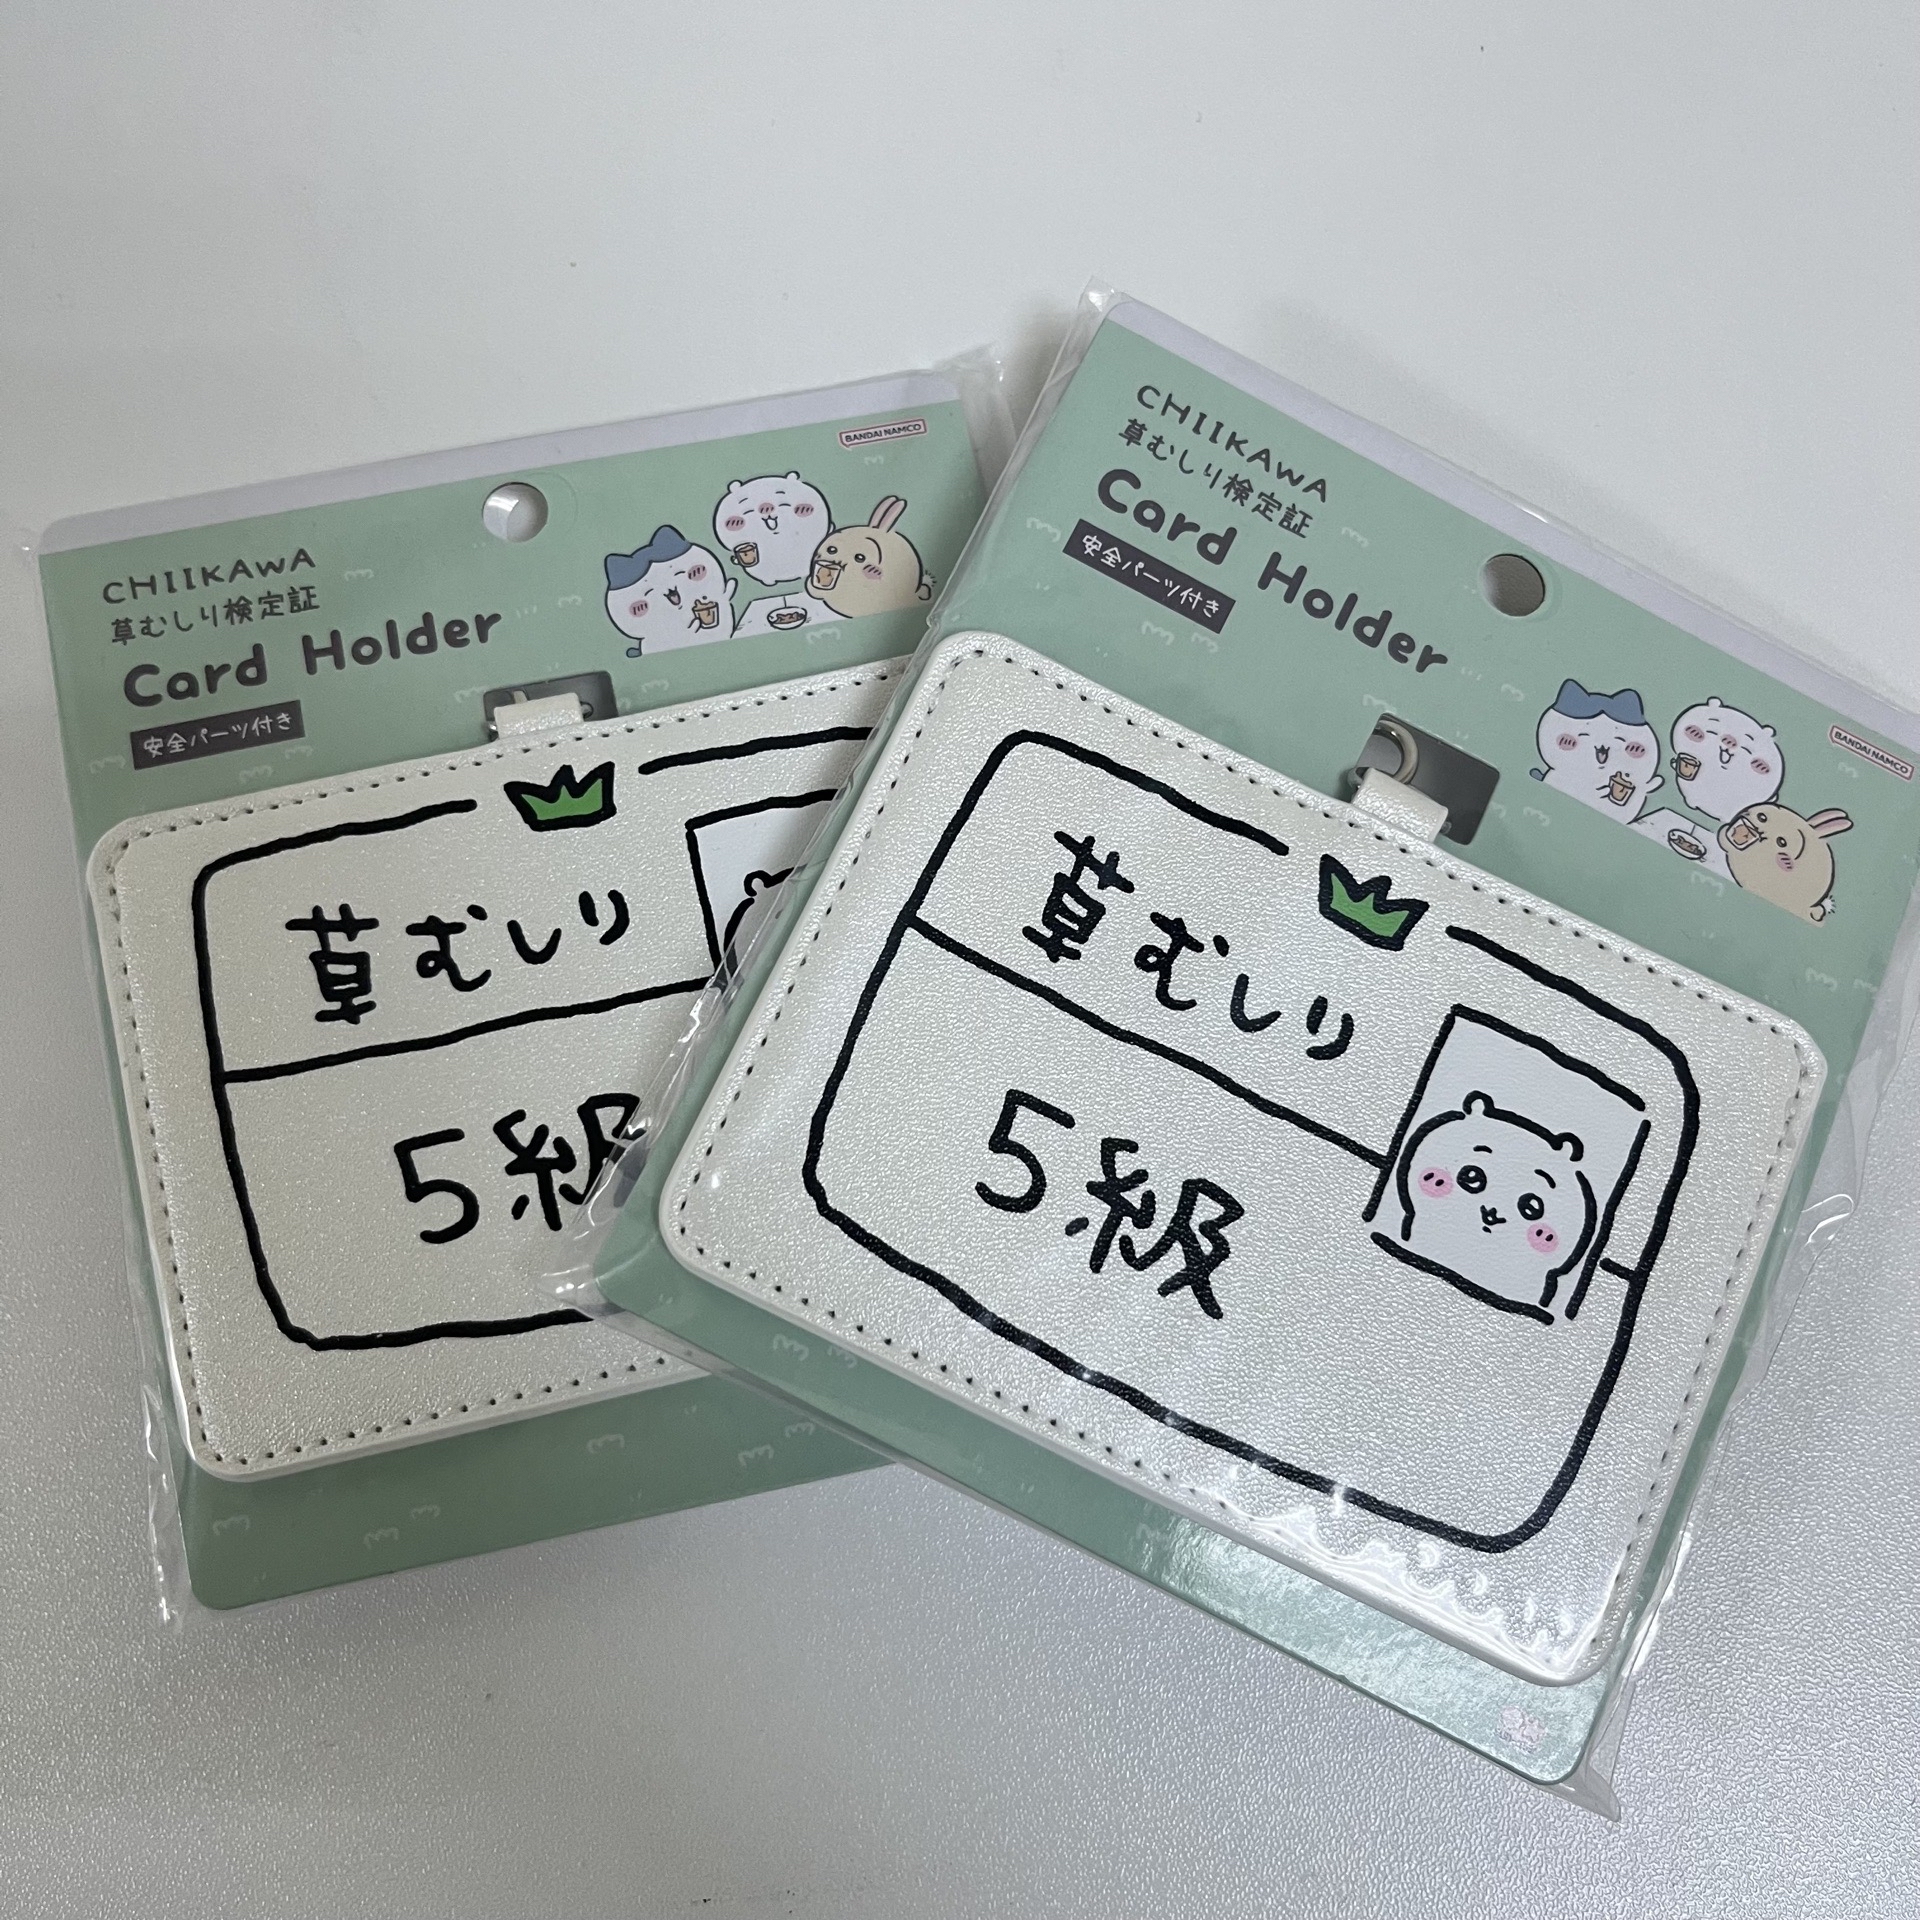 CHIIKAWA
草むしり検定証
Card Holder
安全パーツ付き
BANDAI NAMCO
草むしり
5級
CHIIKAWA
草むしり検定証
Card Holder
安全パーツ付き
BANDAI NAMCO
草むしり
5級